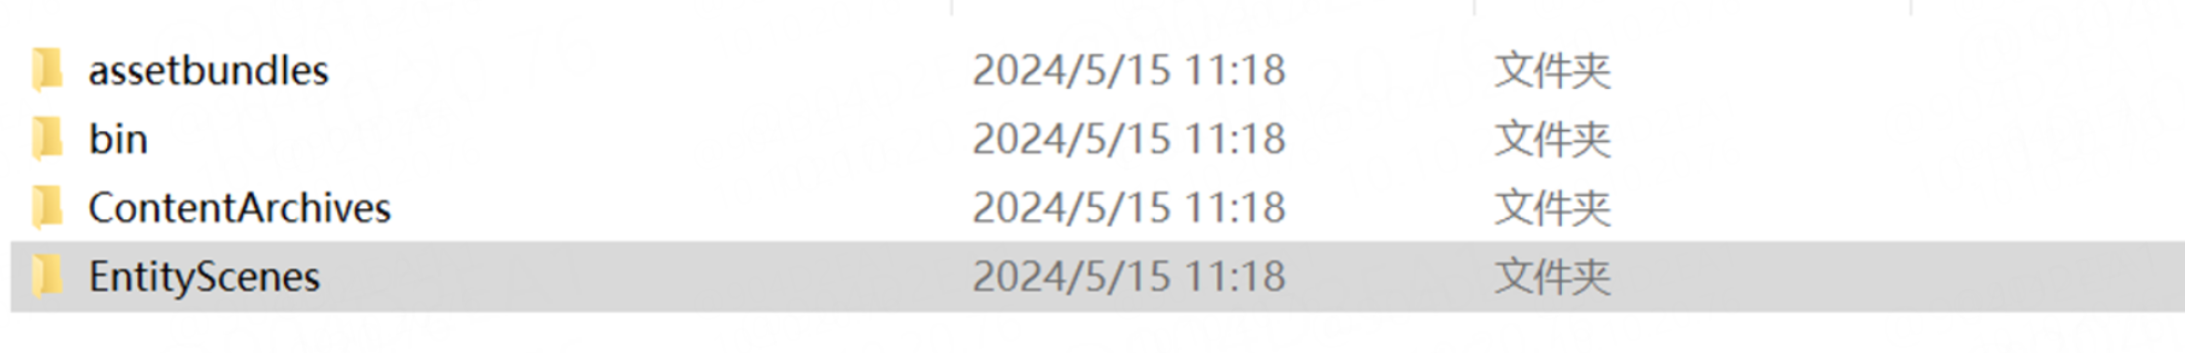 assetbundles 2024/5/15 11:18 文件夹
bin 2024/5/15 11:18 文件夹
ContentArchives 2024/5/15 11:18 文件夹
EntityScenes 2024/5/15 11:18 文件夹